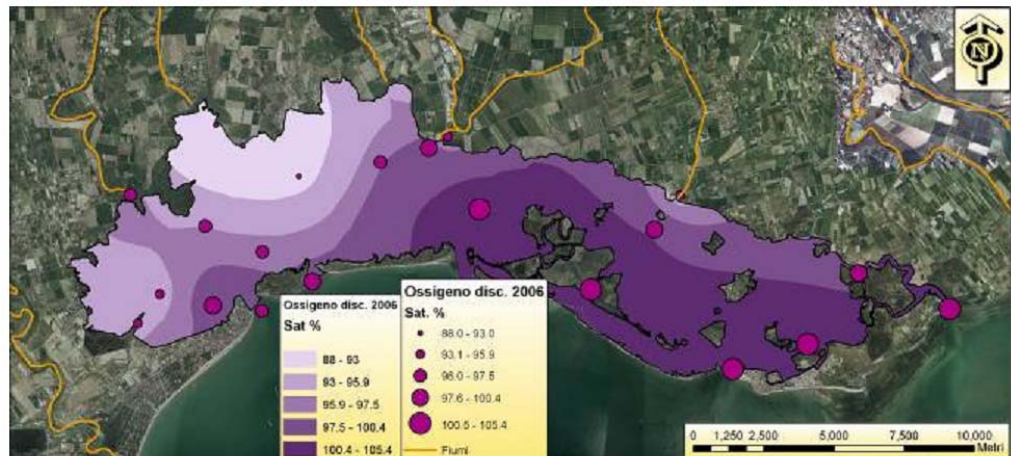 N
Ossigeno disc. 2006
Sat %
88 - 93
93 - 95.9
95.9 - 97.5
97.5 - 100.4
100.4 - 105.4
Ossigeno disc. 2006
Sat. %
88.0 - 93.0
93.1 - 95.9
96.0 - 97.5
97.6 - 100.4
100.5 - 105.4
Fiumi
0 1,250 2,500 5,000 7,500 10,000
Metri